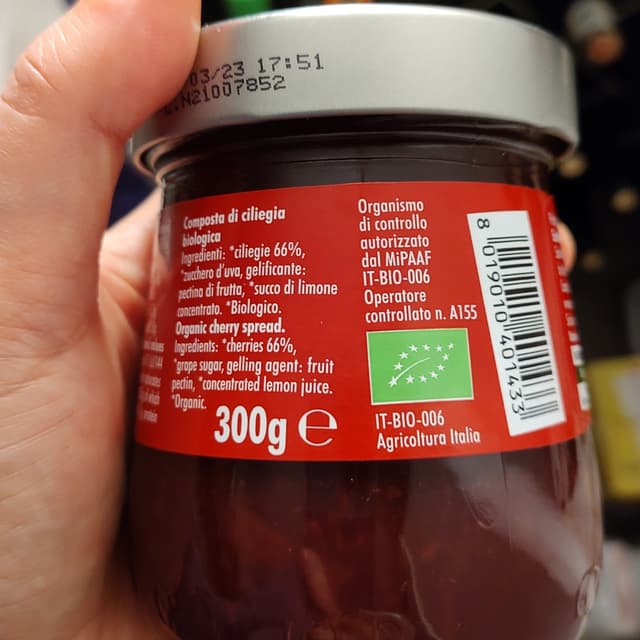 03/23 17:51
L.N21007852
Composta di ciliegia
biologica
Ingredienti: *ciliegie 66%,
*zucchero d'uva, gelificante:
pectina di frutta, *succo di limone
concentrato. *Biologico.
Organic cherry spread.
Ingredients: *cherries 66%,
*grape sugar, gelling agent: fruit
pectin, *concentrated lemon juice.
*Organic.
300g e
Organismo
di controllo
autorizzato
dal MiPAAF
IT-BIO-006
Operatore
controllato n. A155
IT-BIO-006
Agricoltura Italia
8 019010 401433